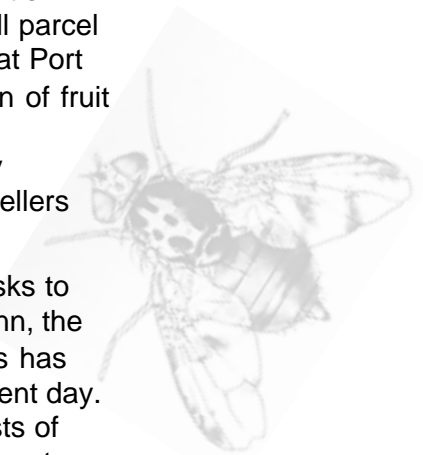 ll parcel
at Port
n of fruit
ellers
sks to
nn, the
s has
ent day.
sts of